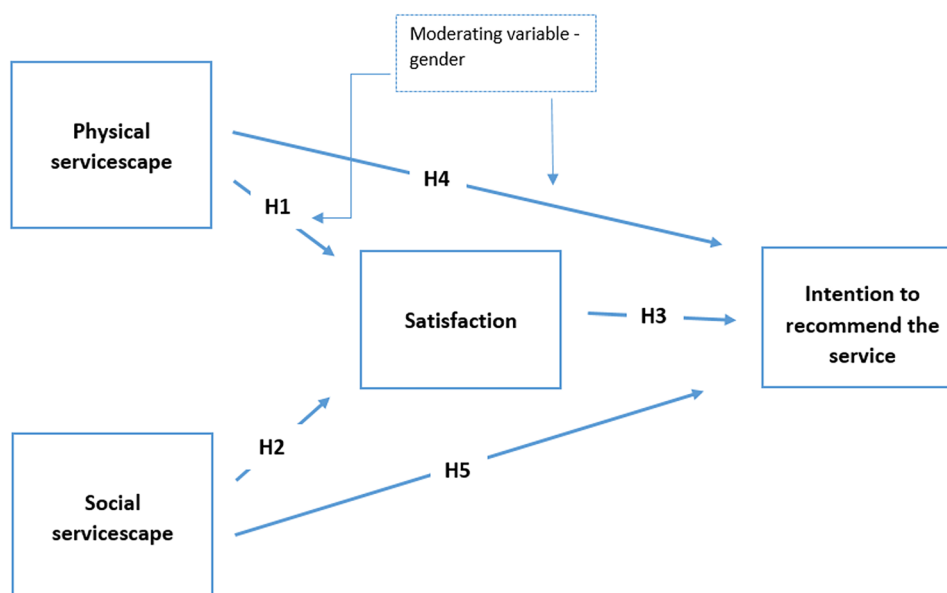 Moderating variable -
gender
Physical
servicescape
H4
H1
Satisfaction
H3
Intention to
recommend the
service
H2
H5
Social
servicescape